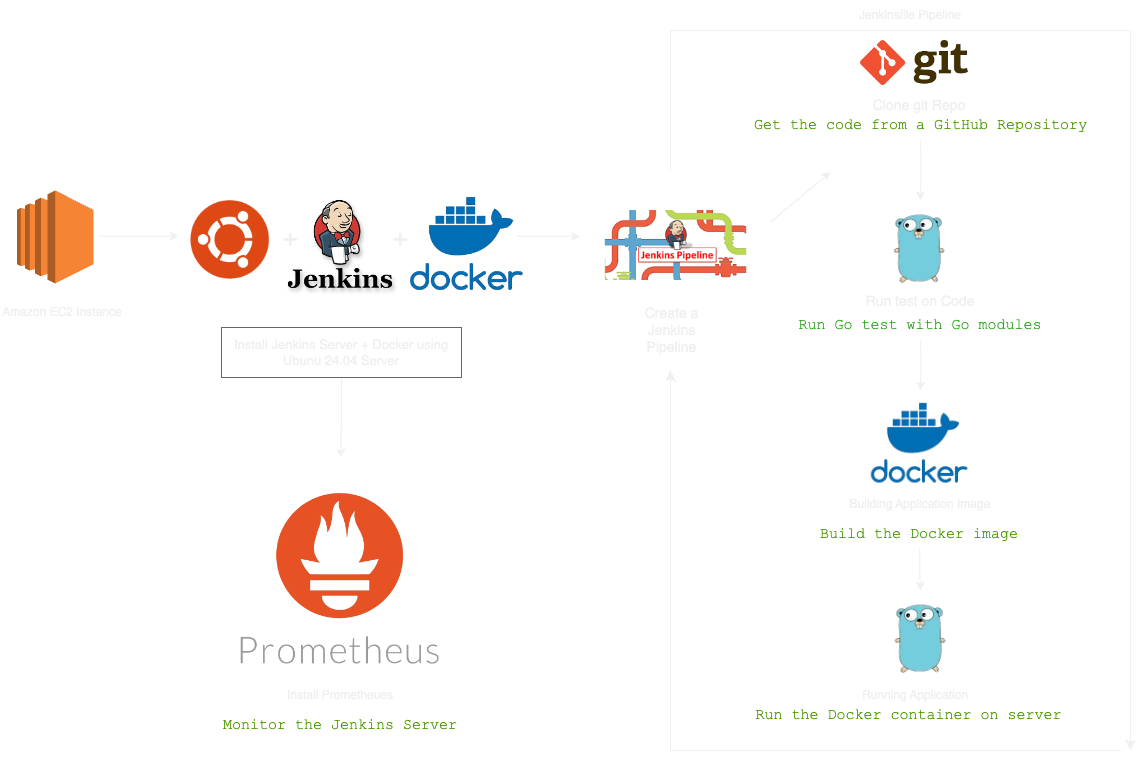 Jenkinsfile Pipeline
git
Clone git Repo
Get the code from a GitHub Repository
Amazon EC2 Instance
Jenkins
docker
Install Jenkins Server + Docker using
Ubunu 24.04 Server
Jenkins Pipeline
Create a
Jenkins
Pipeline
Run test on Code
Run Go test with Go modules
docker
Building Application Image
Build the Docker image
Prometheus
Install Prometheues
Monitor the Jenkins Server
Running Application
Run the Docker container on server